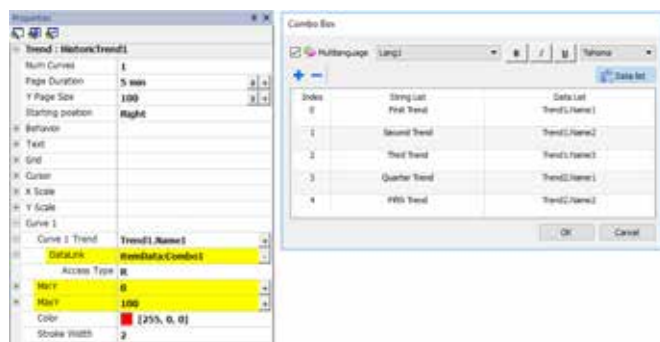 Properties
Trend : HistoricTrend1
Num Curves 1
Page Duration 5 min
Y Page Size 100
Starting position Right
Behavior
Text
Grid
Cursor
X Scale
Y Scale
Curve 1
Curve 1 Trend Trend1.Name1
DataLink ItemData:Combo1
Access Type R
MinY 0
MaxY 100
Color [255, 0, 0]
Stroke Width 2
Combo Box
Multilanguage Lang1 B I U Tahoma
Data list
Index String List Data List
0 First Trend Trend1.Name1
1 Second Trend Trend1.Name2
2 Third Trend Trend1.Name3
3 Quarter Trend Trend2.Name1
4 Fifth Trend Trend2.Name2
OK Cancel